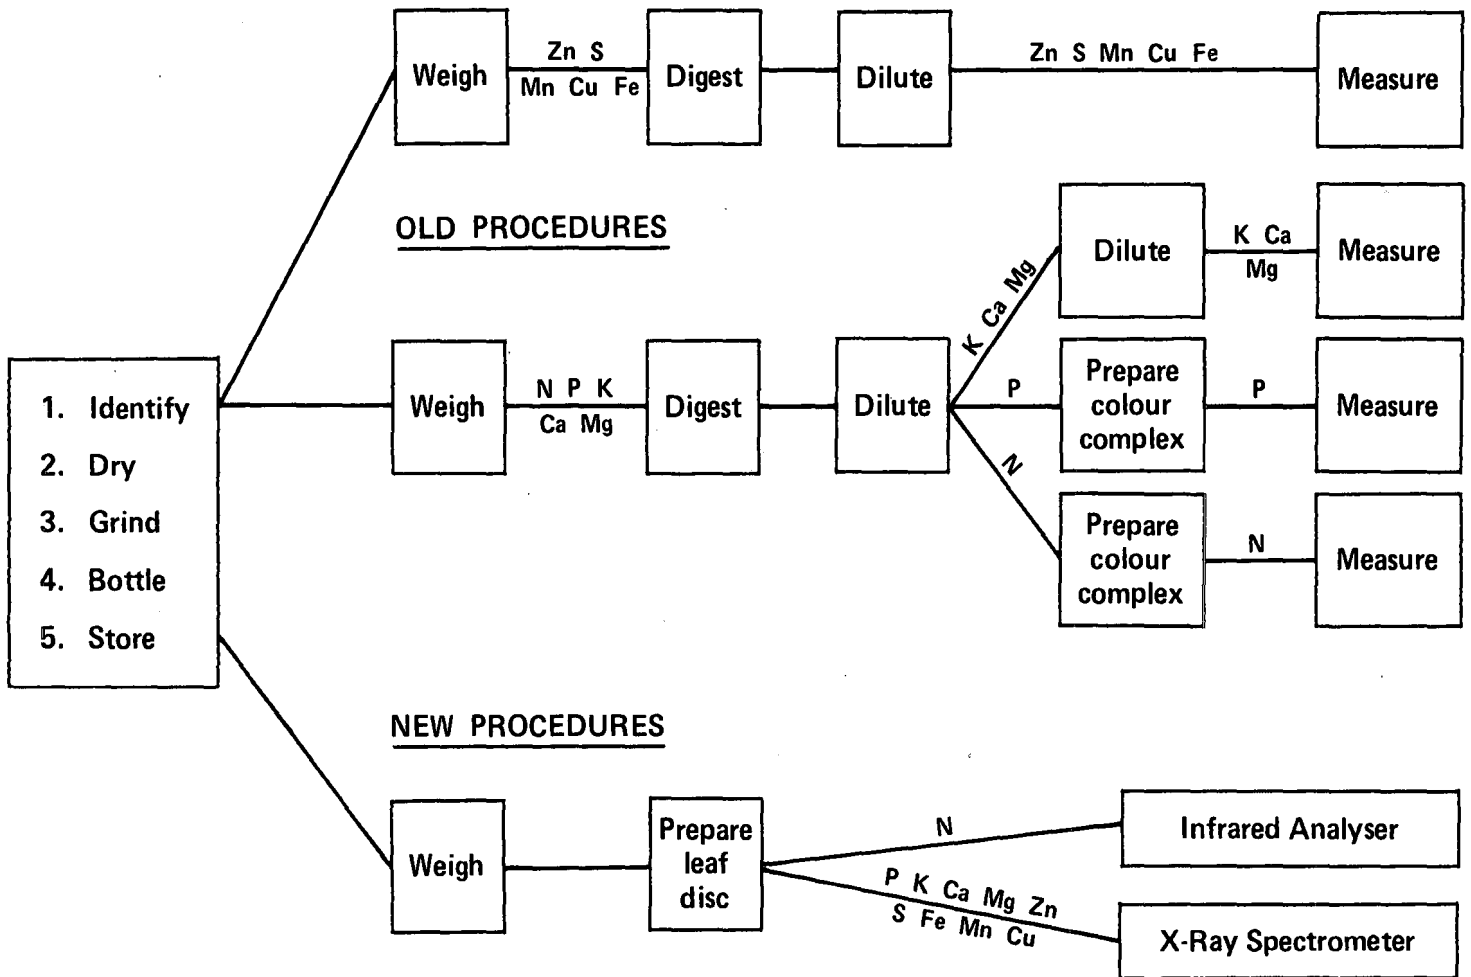 Weigh
Zn S
Mn Cu Fe
Digest
Dilute
Zn S Mn Cu Fe
Measure
OLD PROCEDURES
K Ca Mg
Dilute
K Ca
Mg
Measure
1. Identify
2. Dry
3. Grind
4. Bottle
5. Store
Weigh
N P K
Ca Mg
Digest
Dilute
P
Prepare
colour
complex
P
Measure
N
Prepare
colour
complex
N
Measure
NEW PROCEDURES
Weigh
Prepare
leaf
disc
N
Infrared Analyser
P K Ca Mg Zn
S Fe Mn Cu
X-Ray Spectrometer